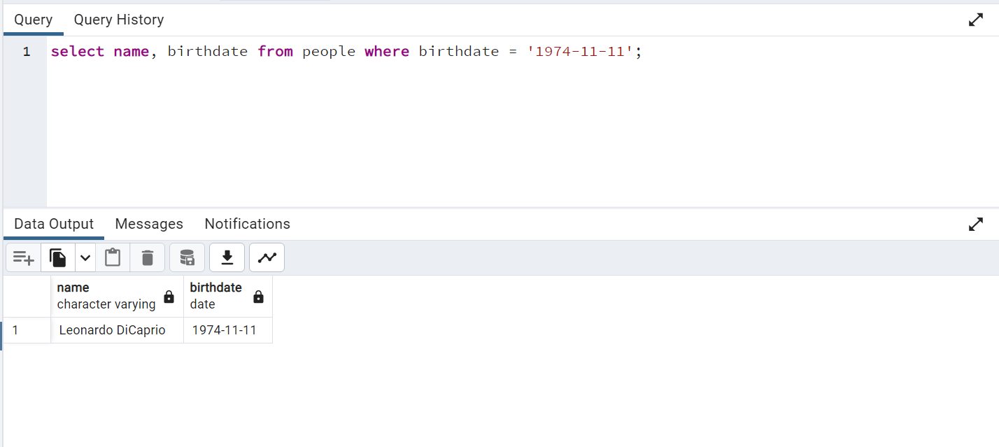 Query Query History
1 select name, birthdate from people where birthdate = '1974-11-11';
Data Output Messages Notifications
name birthdate
character varying date
1 Leonardo DiCaprio 1974-11-11